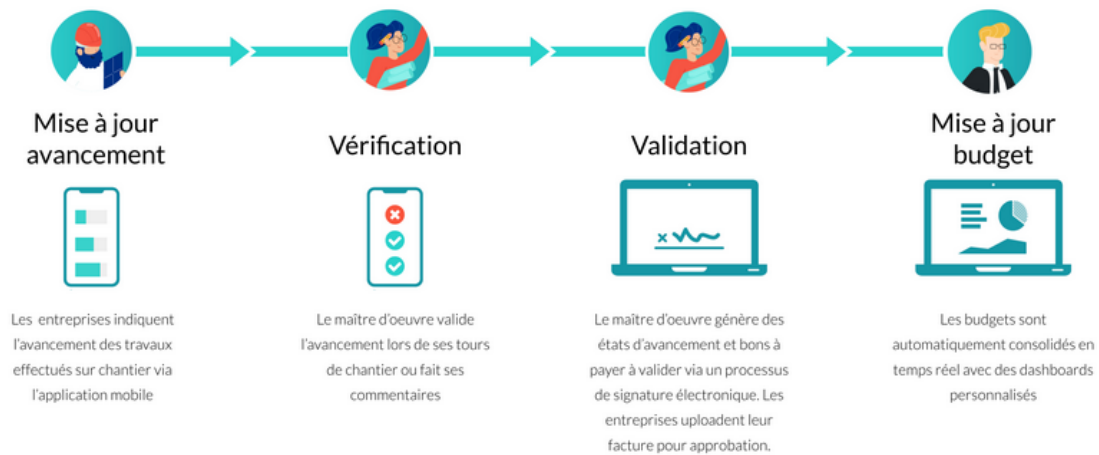 Mise à jour
avancement
Vérification
Validation
Mise à jour
budget
Les entreprises indiquent
l'avancement des travaux
effectués sur chantier via
l'application mobile
Le maître d'oeuvre valide
l'avancement lors de ses tours
de chantier ou fait ses
commentaires
Le maître d'oeuvre génère des
états d'avancement et bons à
payer à valider via un processus
de signature électronique. Les
entreprises uploadent leur
facture pour approbation.
Les budgets sont
automatiquement consolidés en
temps réel avec des dashboards
personnalisés